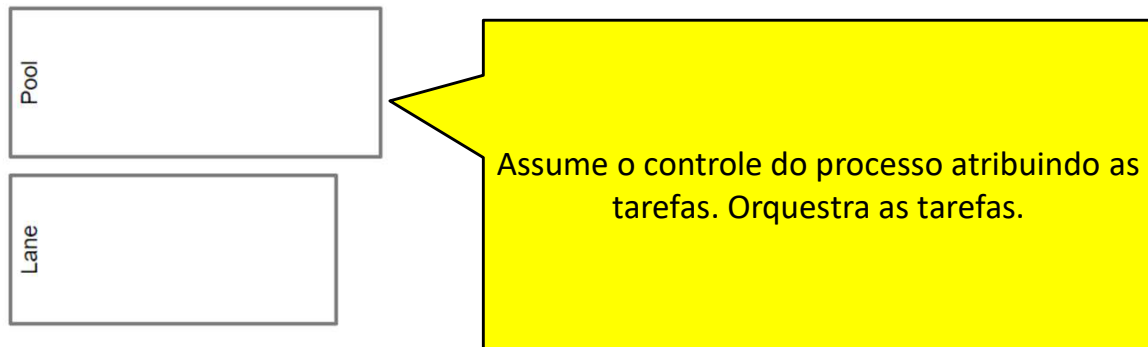 Pool
Assume o controle do processo atribuindo as
tarefas. Orquestra as tarefas.
Lane